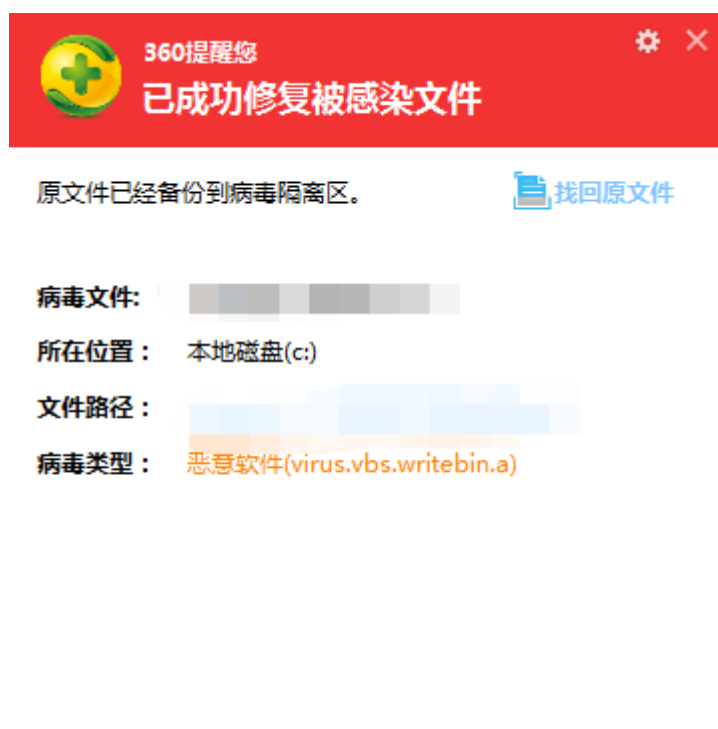 360提醒您
已成功修复被感染文件
原文件已经备份到病毒隔离区。 找回原文件
病毒文件:
所在位置： 本地磁盘(c:)
文件路径：
病毒类型： 恶意软件(virus.vbs.writebin.a)